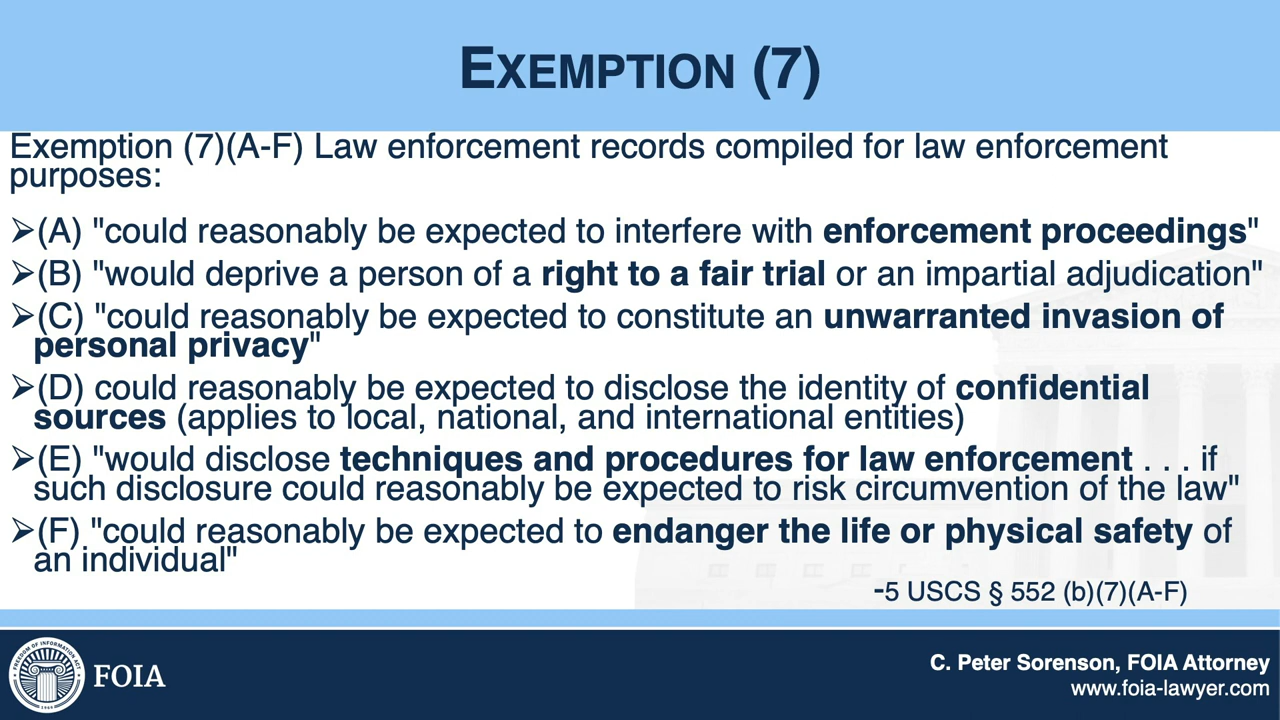 EXEMPTION (7)
Exemption (7)(A-F) Law enforcement records compiled for law enforcement
purposes:
➢(A) "could reasonably be expected to interfere with enforcement proceedings"
➢(B) "would deprive a person of a right to a fair trial or an impartial adjudication"
➢(C) "could reasonably be expected to constitute an unwarranted invasion of
personal privacy"
➢(D) could reasonably be expected to disclose the identity of confidential
sources (applies to local, national, and international entities)
➢(E) "would disclose techniques and procedures for law enforcement . . . if
such disclosure could reasonably be expected to risk circumvention of the law"
➢(F) "could reasonably be expected to endanger the life or physical safety of
an individual"
-5 USCS § 552 (b)(7)(A-F)
FREEDOM OF INFORMATION ACT
1966
FOIA
C. Peter Sorenson, FOIA Attorney
www.foia-lawyer.com